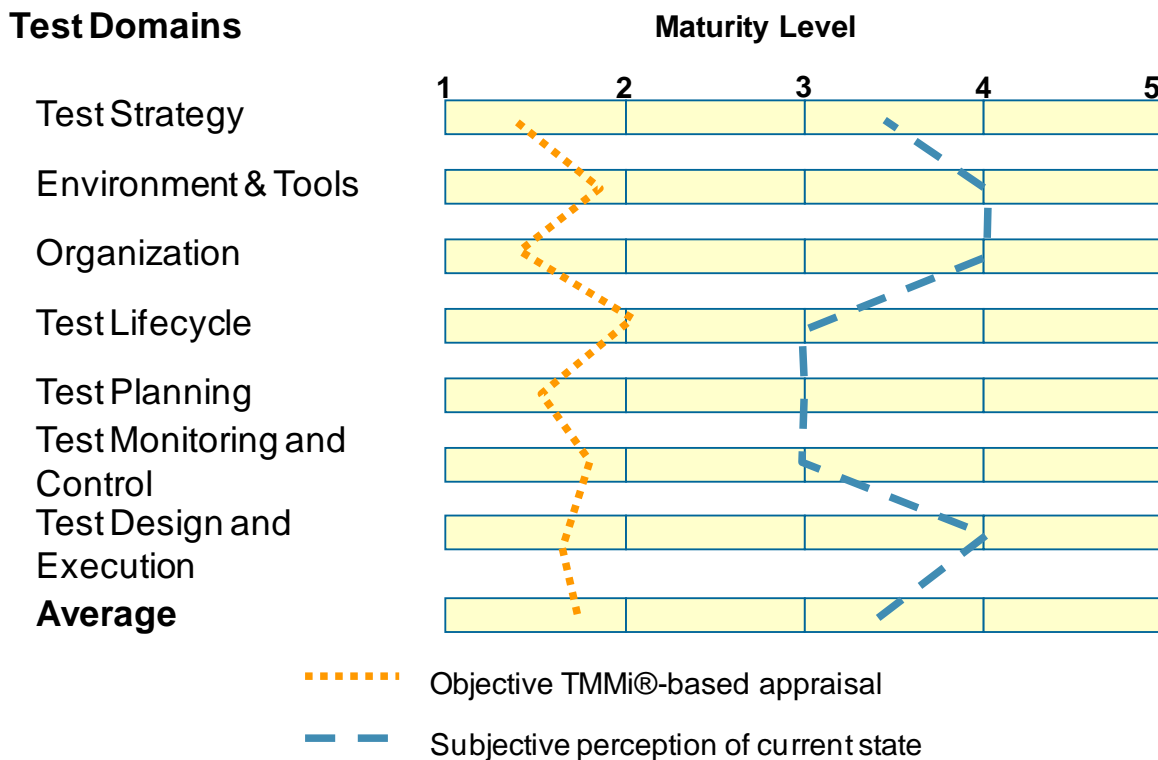 Test Domains
Maturity Level
1 2 3 4 5
Test Strategy
Environment & Tools
Organization
Test Lifecycle
Test Planning
Test Monitoring and
Control
Test Design and
Execution
Average
Objective TMMi®-based appraisal
Subjective perception of current state